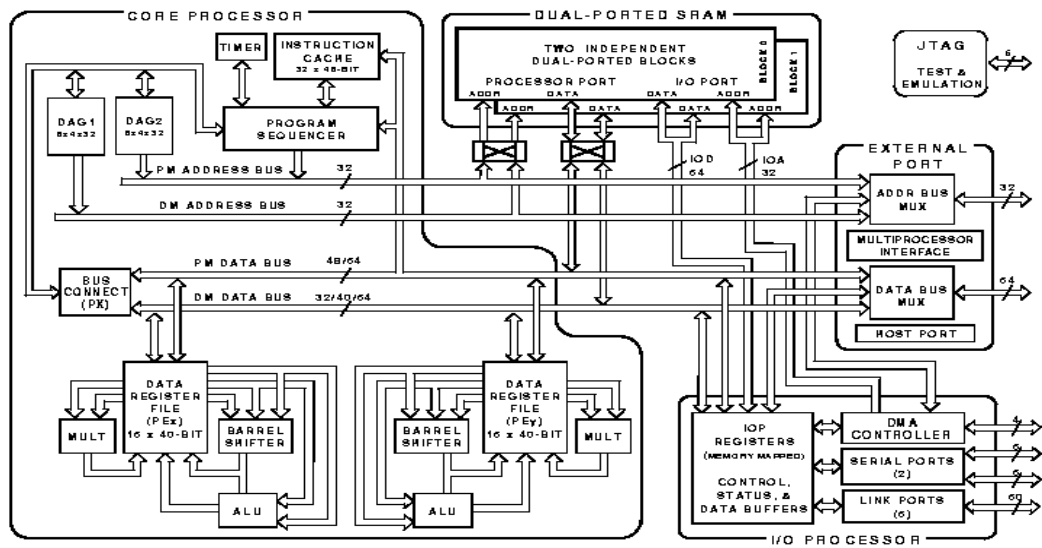 CORE PROCESSOR
TIMER
INSTRUCTION
CACHE
32 x 48-BIT
DAG1
8x4x32
DAG2
8x4x32
PROGRAM
SEQUENCER
DUAL-PORTED SRAM
TWO INDEPENDENT
DUAL-PORTED BLOCKS
PROCESSOR PORT
I/O PORT
ADDR
DATA
DATA
ADDR
ADDR
DATA
DATA
ADDR
BLOCK 0
BLOCK 1
JTAG
TEST &
EMULATION
6
PM ADDRESS BUS
32
DM ADDRESS BUS
32
IOD
64
IOA
32
EXTERNAL
PORT
ADDR BUS
MUX
32
MULTIPROCESSOR
INTERFACE
DATA BUS
MUX
64
HOST PORT
BUS
CONNECT
(PX)
PM DATA BUS
48/64
DM DATA BUS
32/40/64
MULT
DATA
REGISTER
FILE
(PEx)
16 x 40-BIT
BARREL
SHIFTER
ALU
BARREL
SHIFTER
DATA
REGISTER
FILE
(PEy)
16 x 40-BIT
MULT
ALU
IOP
REGISTERS
(MEMORY MAPPED)
CONTROL,
STATUS, &
DATA BUFFERS
DMA
CONTROLLER
4
SERIAL PORTS
(2)
6
6
LINK PORTS
(6)
60
I/O PROCESSOR